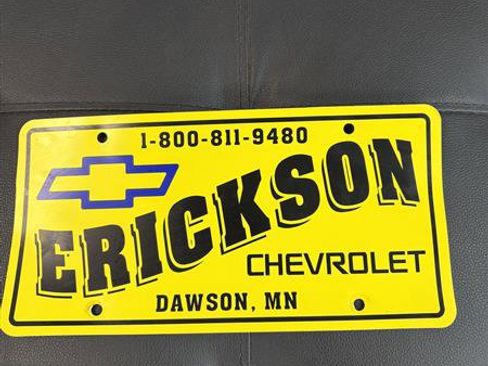 1-800-811-9480
ERICKSON
CHEVROLET
DAWSON, MN